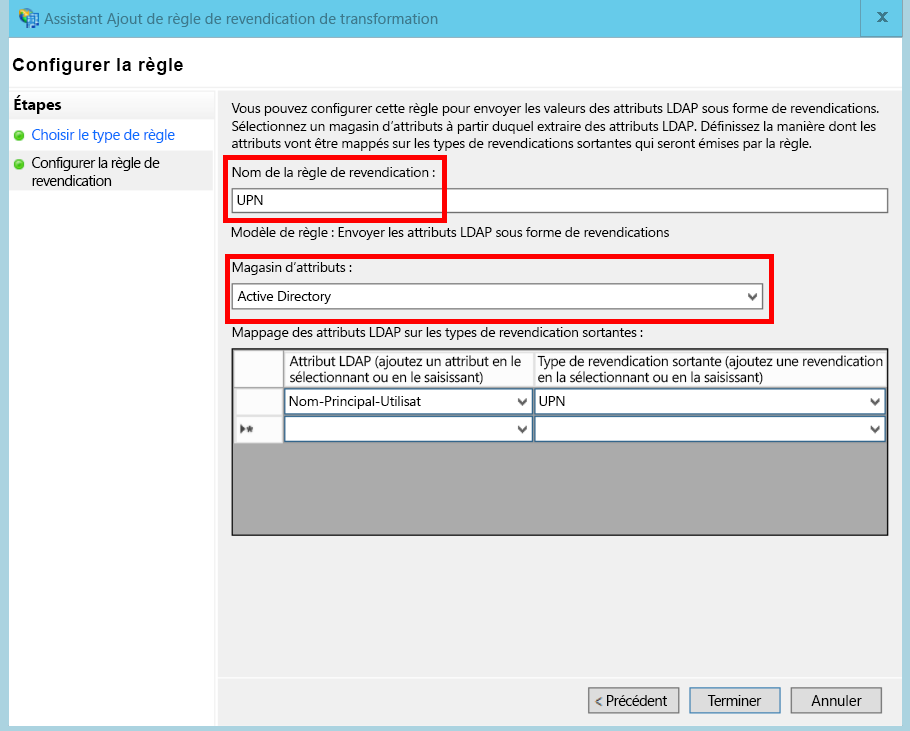 Assistant Ajout de règle de revendication de transformation
Configurer la règle
Étapes
Choisir le type de règle
Configurer la règle de
revendication
Vous pouvez configurer cette règle pour envoyer les valeurs des attributs LDAP sous forme de revendications.
Sélectionnez un magasin d'attributs à partir duquel extraire des attributs LDAP. Définissez la manière dont les
attributs vont être mappés sur les types de revendications sortantes qui seront émises par la règle.
Nom de la règle de revendication :
UPN
Modèle de règle : Envoyer les attributs LDAP sous forme de revendications
Magasin d'attributs :
Active Directory
Mappage des attributs LDAP sur les types de revendication sortantes :
Attribut LDAP (ajoutez un attribut en le
sélectionnant ou en le saisissant)
Type de revendication sortante (ajoutez une revendication
en la sélectionnant ou en la saisissant)
Nom-Principal-Utilisat
UPN
< Précédent
Terminer
Annuler